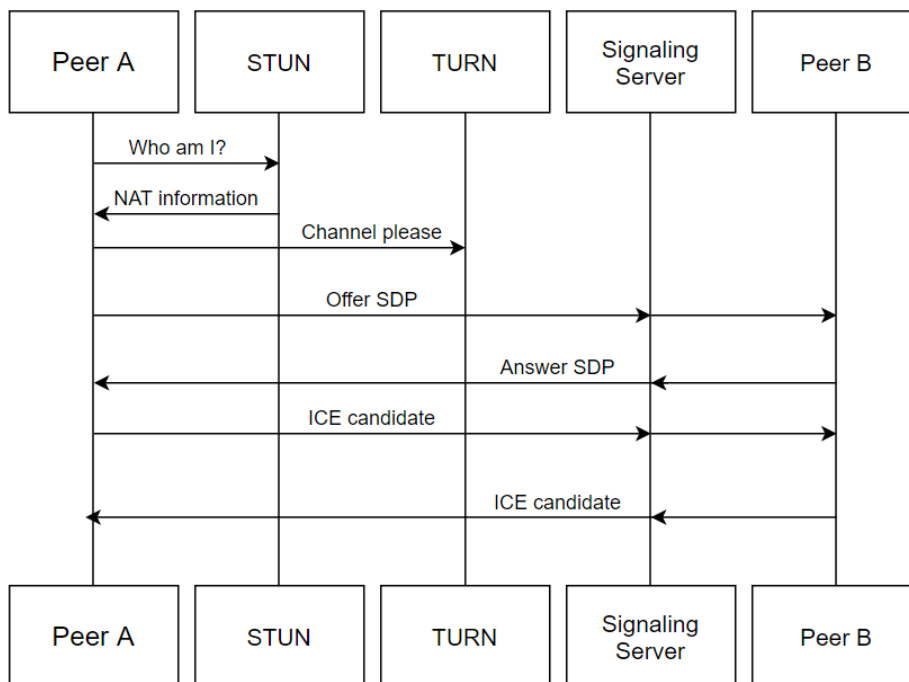 Peer A
STUN
TURN
Signaling
Server
Peer B
Who am I?
NAT information
Channel please
Offer SDP
Answer SDP
ICE candidate
ICE candidate
Peer A
STUN
TURN
Signaling
Server
Peer B